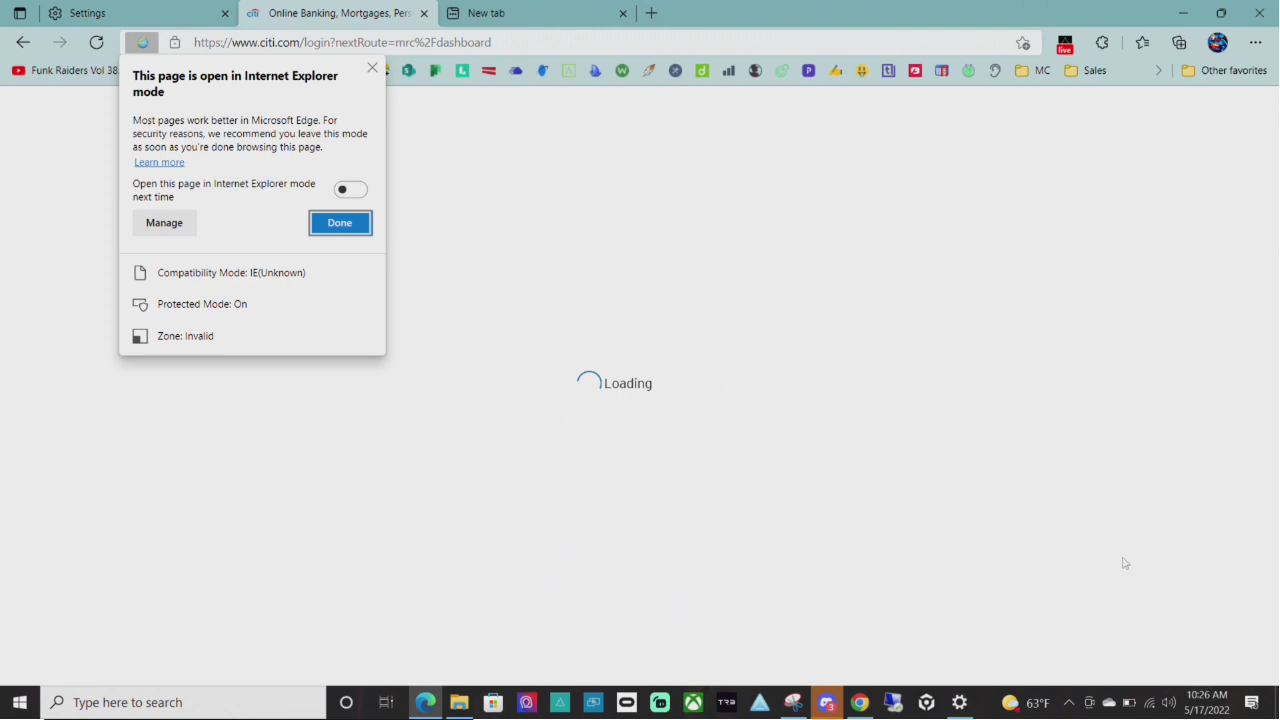 Settings
citi Online Banking, Mortgages, Pers
New tab
https://www.citi.com/login?nextRoute=mrc%2Fdashboard
live
Funk Raiders Vol 38.
MC
Sales
Other favorites
This page is open in Internet Explorer
mode
Most pages work better in Microsoft Edge. For
security reasons, we recommend you leave this mode
as soon as you're done browsing this page.
Learn more
Open this page in Internet Explorer mode
next time
Manage
Done
Compatibility Mode: IE(Unknown)
Protected Mode: On
Zone: Invalid
Loading
Type here to search
TRB
3
63°F
10:26 AM
5/17/2022